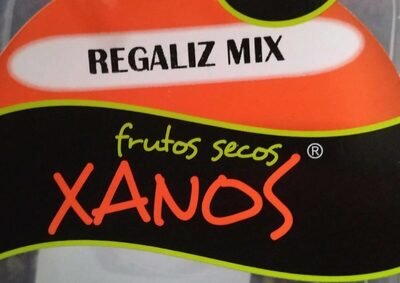 REGALIZ MIX
frutos secos
XANOS ®